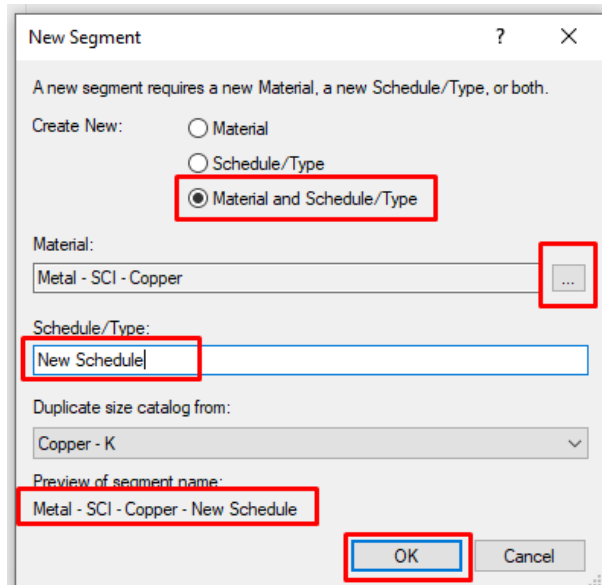 New Segment
A new segment requires a new Material, a new Schedule/Type, or both.
Create New:
Material
Schedule/Type
Material and Schedule/Type
Material:
Metal - SCI - Copper
...
Schedule/Type:
New Schedule
Duplicate size catalog from:
Copper - K
Preview of segment name:
Metal - SCI - Copper - New Schedule
OK Cancel